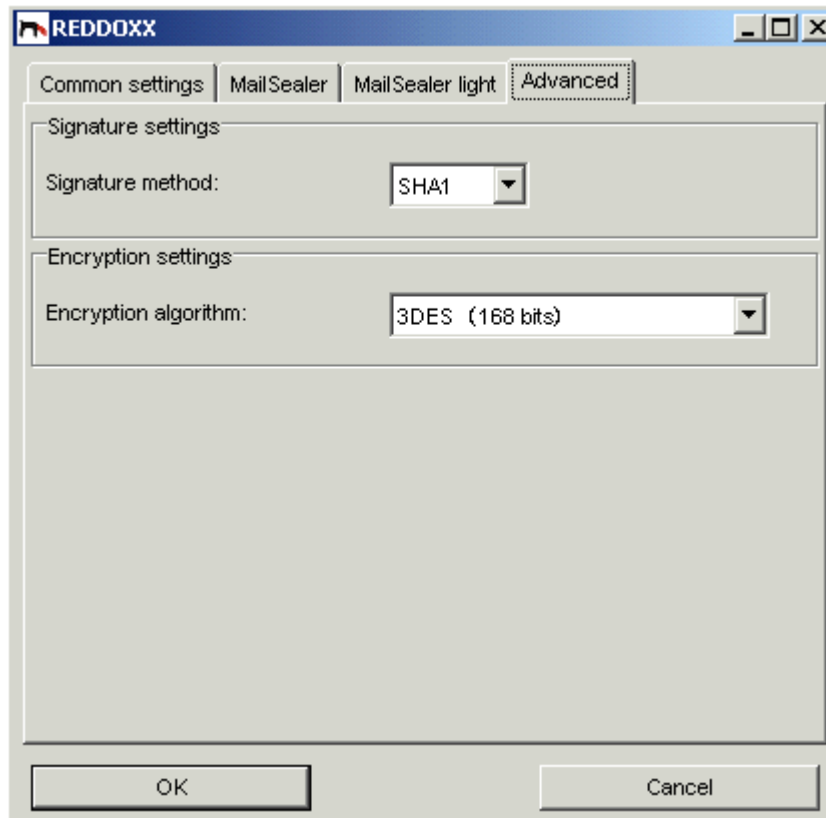 REDDOXX
Common settings MailSealer MailSealer light Advanced
Signature settings
Signature method: SHA1
Encryption settings
Encryption algorithm: 3DES (168 bits)
OK Cancel